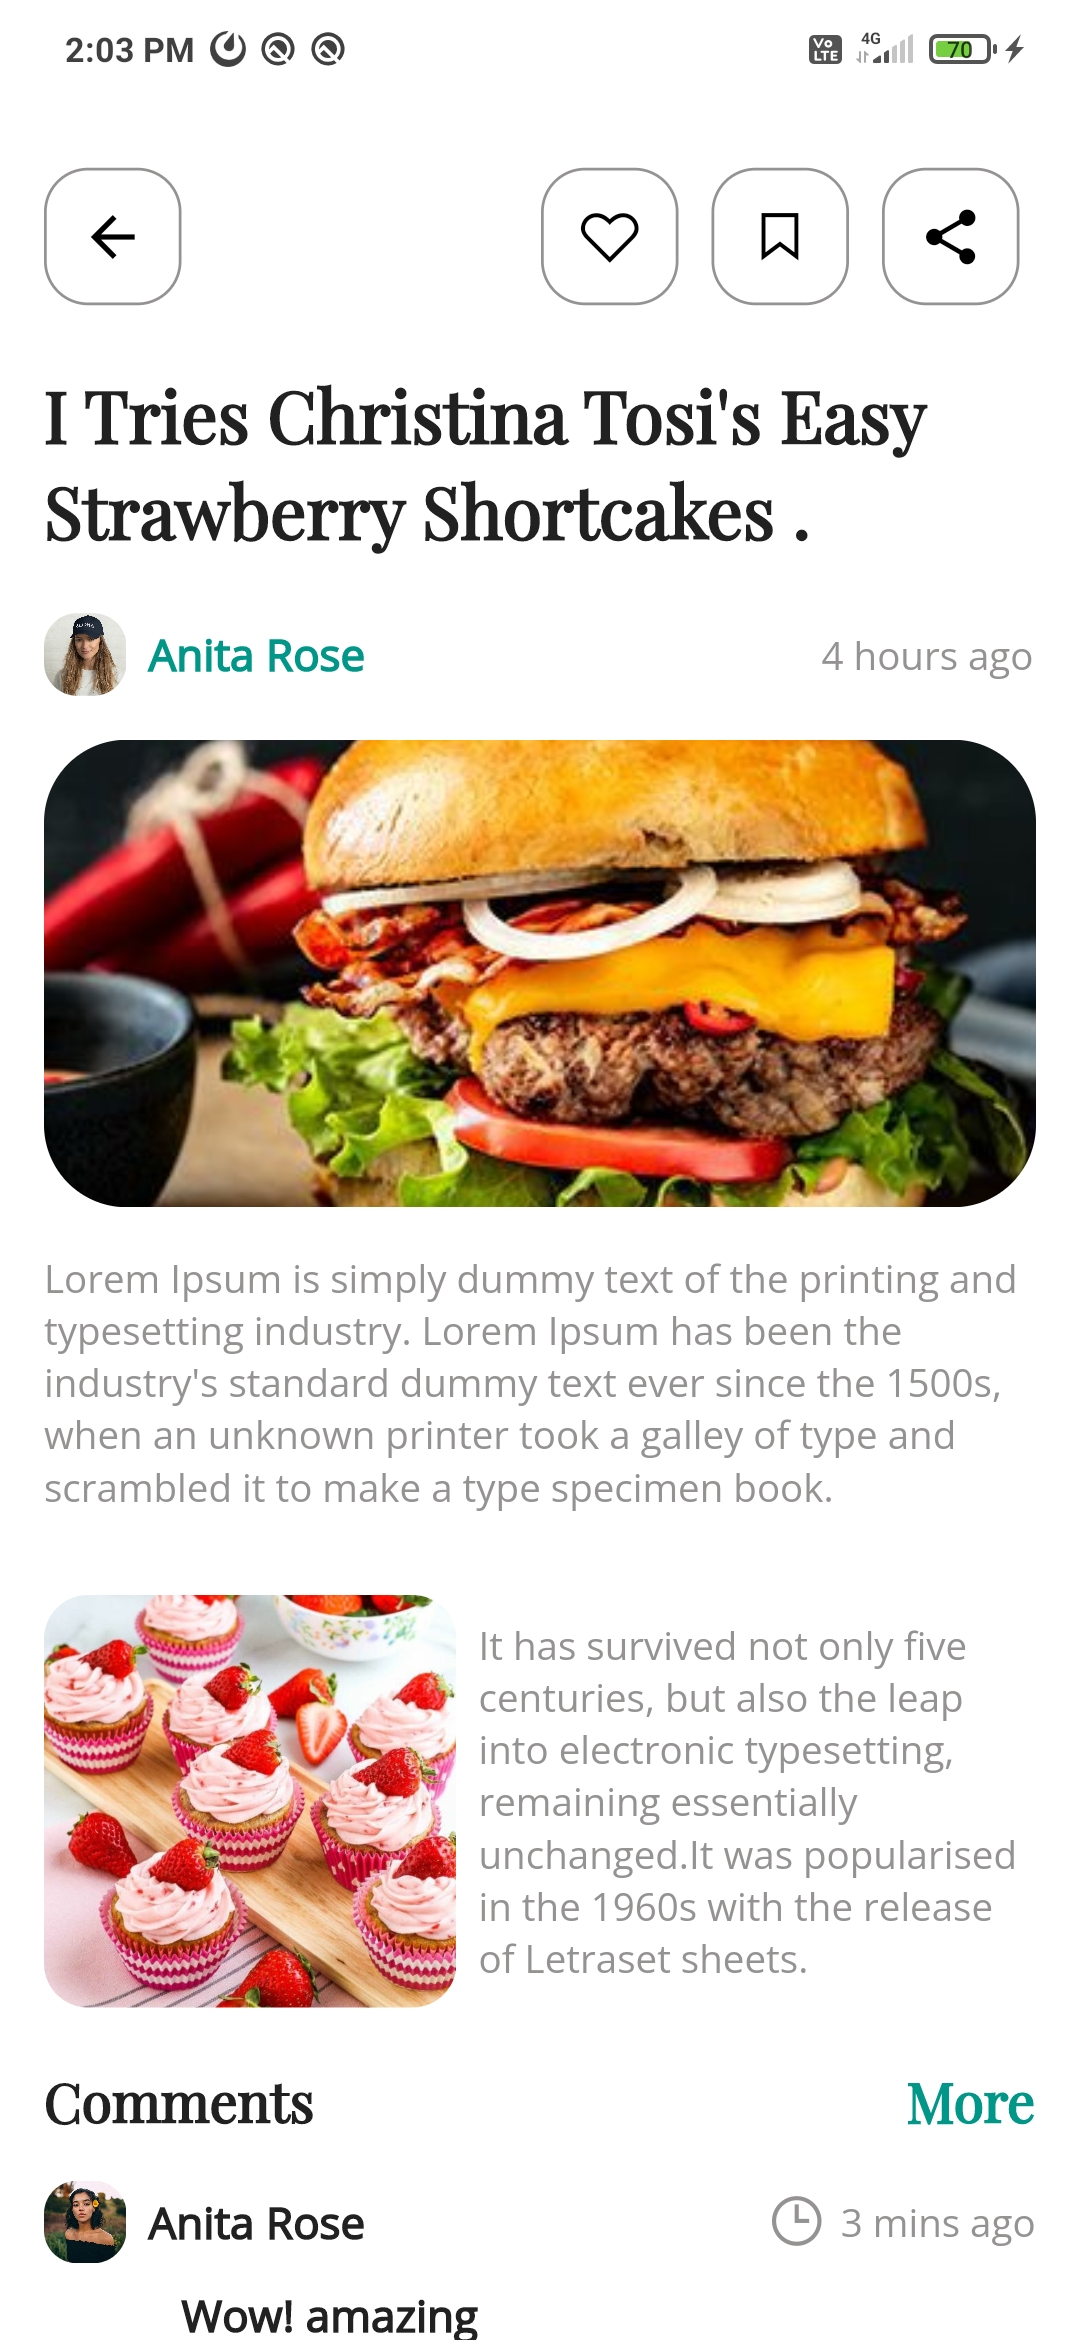 2:03 PM
Vo LTE 4G 70
I Tries Christina Tosi's Easy
Strawberry Shortcakes .
Anita Rose 4 hours ago
Lorem Ipsum is simply dummy text of the printing and
typesetting industry. Lorem Ipsum has been the
industry's standard dummy text ever since the 1500s,
when an unknown printer took a galley of type and
scrambled it to make a type specimen book.
It has survived not only five
centuries, but also the leap
into electronic typesetting,
remaining essentially
unchanged.It was popularised
in the 1960s with the release
of Letraset sheets.
Comments More
Anita Rose 3 mins ago
Wow! amazing